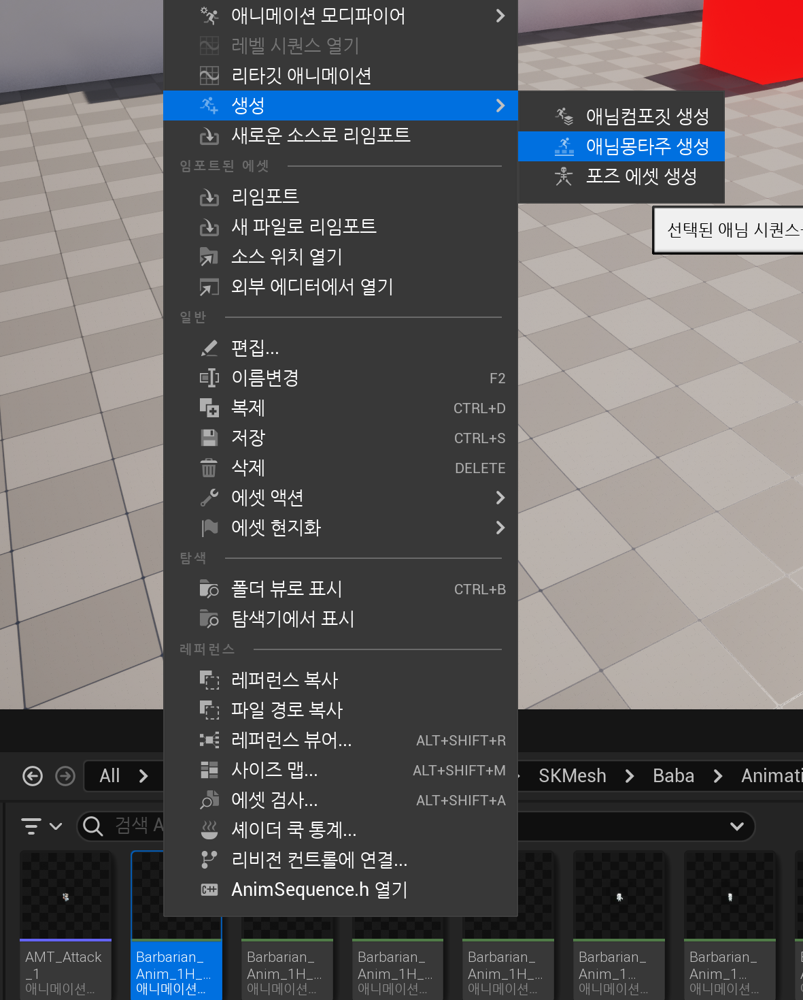 애니메이션 모디파이어
레벨 시퀀스 열기
리타깃 애니메이션
생성
새로운 소스로 리임포트
임포트된 에셋
리임포트
새 파일로 리임포트
소스 위치 열기
외부 에디터에서 열기
일반
편집...
이름변경 F2
복제 CTRL+D
저장 CTRL+S
삭제 DELETE
에셋 액션
에셋 현지화
탐색
폴더 뷰로 표시 CTRL+B
탐색기에서 표시
레퍼런스
레퍼런스 복사
파일 경로 복사
레퍼런스 뷰어... ALT+SHIFT+R
사이즈 맵... ALT+SHIFT+M
에셋 검사... ALT+SHIFT+A
셰이더 쿡 통계...
리비전 컨트롤에 연결...
C++ AnimSequence.h 열기
애님컴포짓 생성
애님몽타주 생성
포즈 에셋 생성
선택된 애님 시퀀스
All SKMesh Baba Animati
검색 A
AMT_Attack
_1
애니메이션...
Barbarian_
Anim_1H_...
애니메이션...
Barbarian_
Anim_1H_...
애니메이션...
Barbarian_
Anim_1H_...
애니메이션...
Barbarian_
Anim_1H_...
애니메이션...
Barbarian_
Anim_1...
애니메이션...
Barbarian_
Anim_1...
애니메이션...